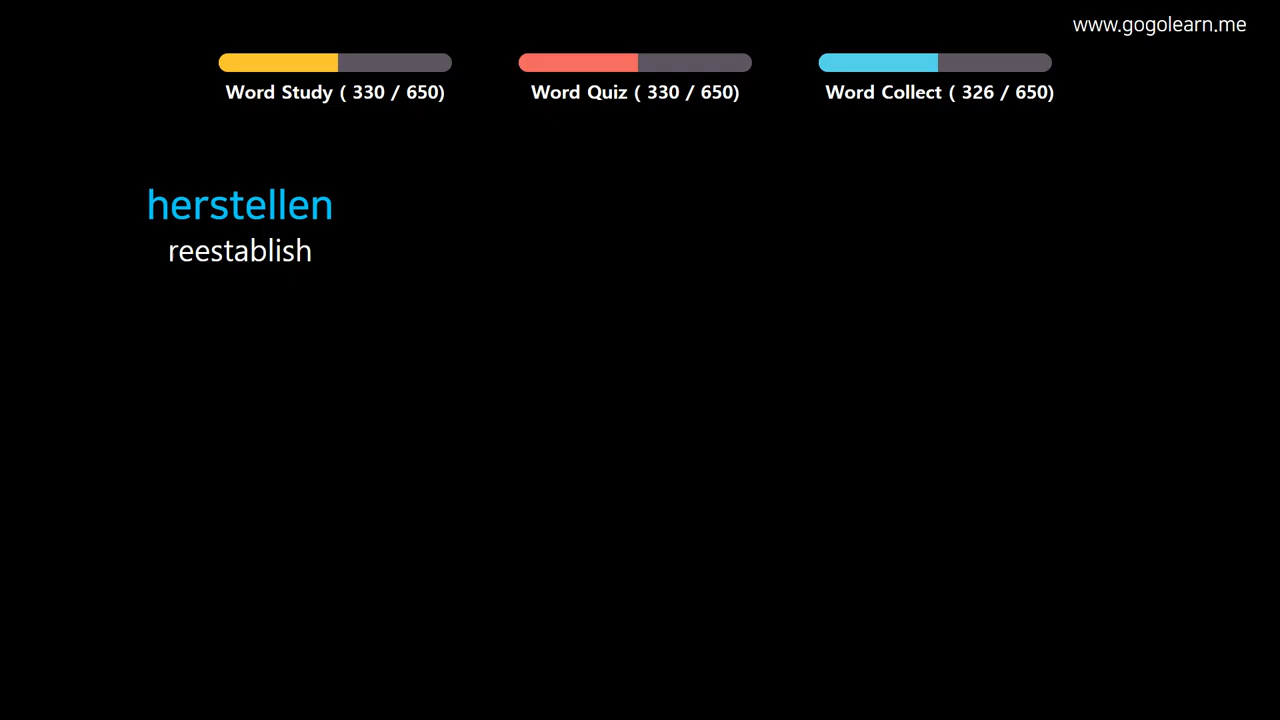 www.gogolearn.me
Word Study ( 330 / 650)
Word Quiz ( 330 / 650)
Word Collect ( 326 / 650)
herstellen
reestablish